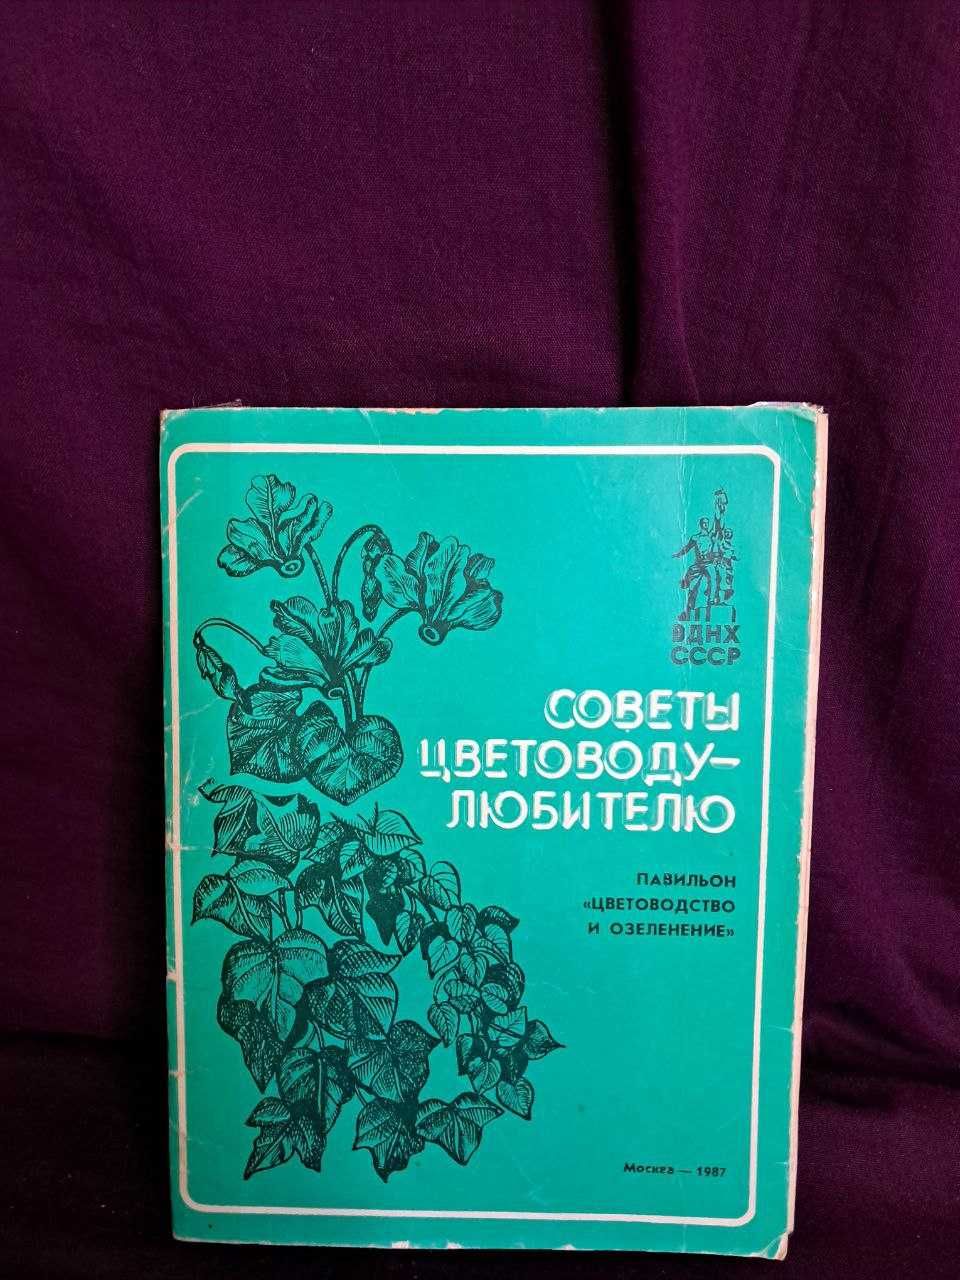 ВДНХ
СССР
СОВЕТЫ
ЦВЕТОВОДУ–
ЛЮБИТЕЛЮ
ПАВИЛЬОН
«ЦВЕТОВОДСТВО
И ОЗЕЛЕНЕНИЕ»
Москва — 1987